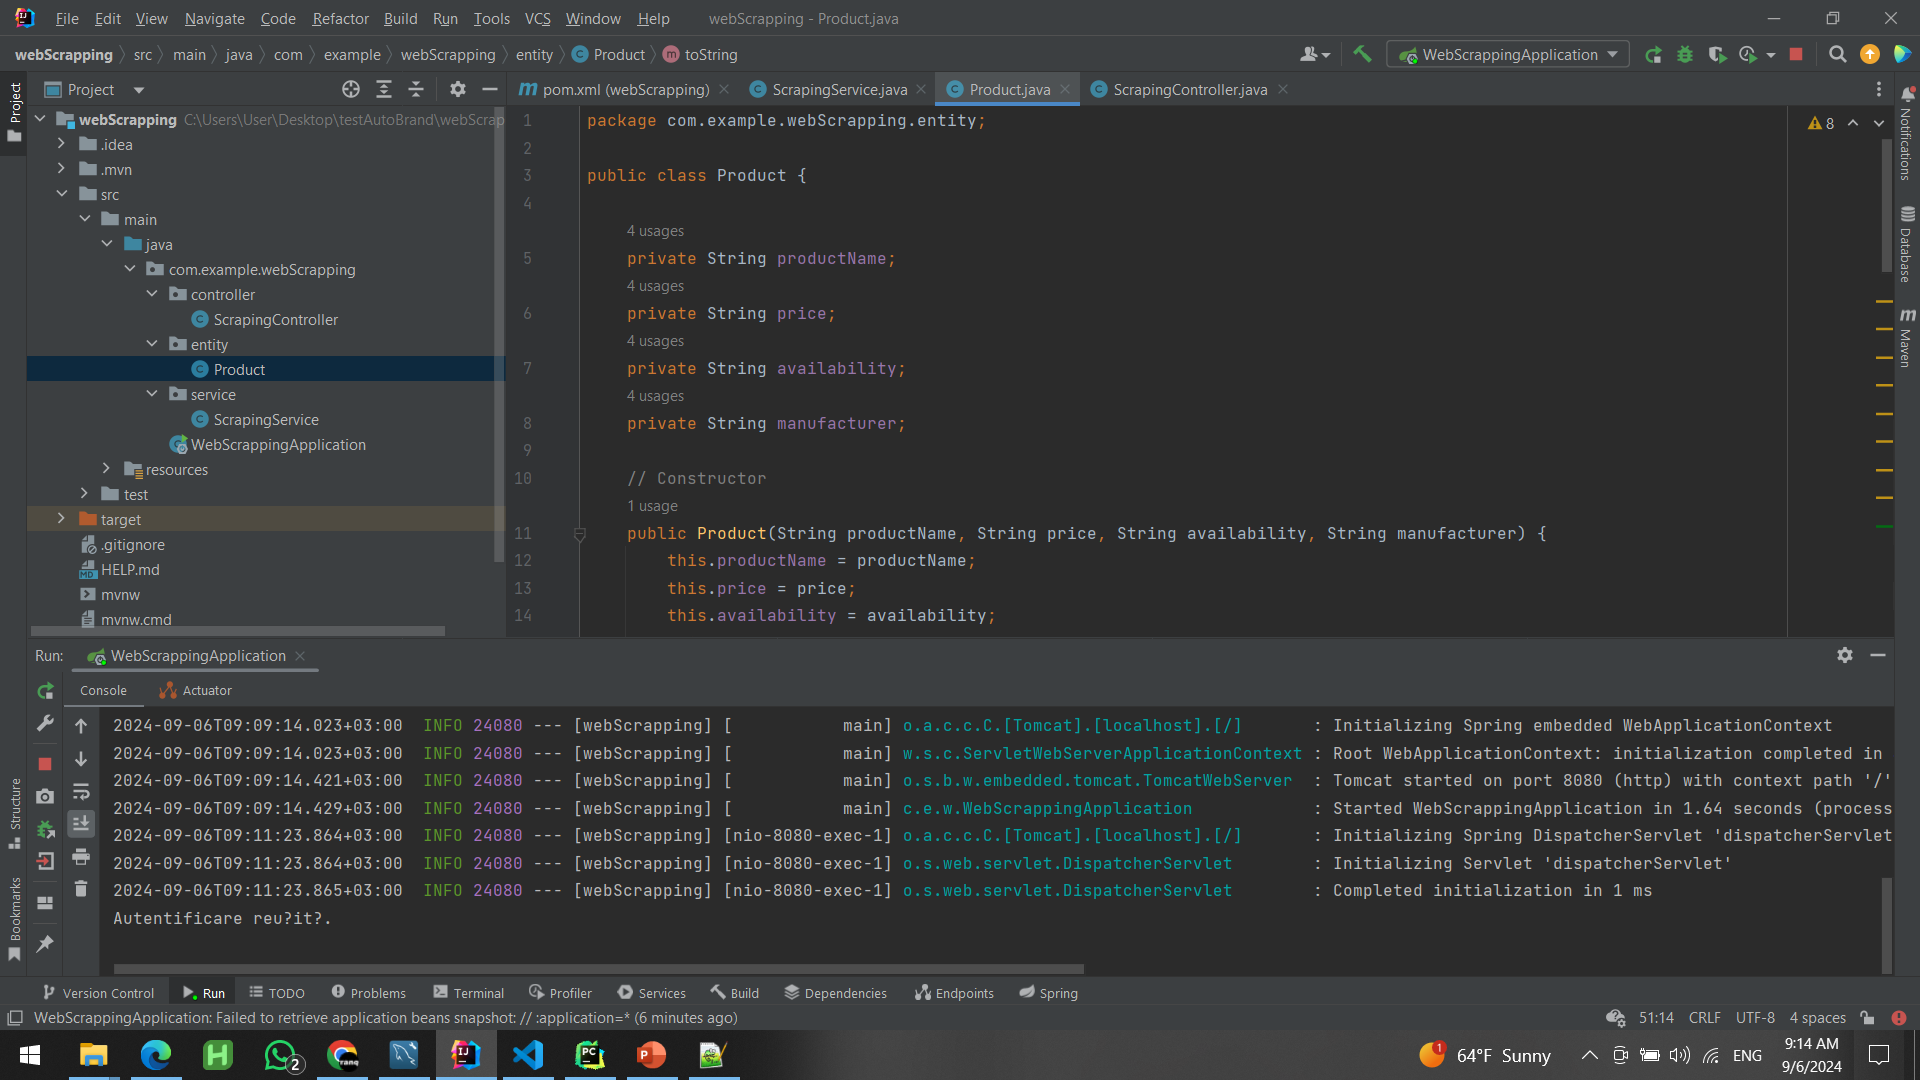 File Edit View Navigate Code Refactor Build Run Tools VCS Window Help webScrapping - Product.java
webScrapping src main java com example webScrapping entity Product toString
WebScrappingApplication
Project
pom.xml (webScrapping) ScrapingService.java Product.java ScrapingController.java
webScrapping C:\Users\User\Desktop\testAutoBrand\webScrap
.idea
.mvn
src
main
java
com.example.webScrapping
controller
ScrapingController
entity
Product
service
ScrapingService
WebScrappingApplication
resources
test
target
.gitignore
HELP.md
mvnw
mvnw.cmd
1 package com.example.webScrapping.entity;
2
3 public class Product {
4
4 usages
5 private String productName;
4 usages
6 private String price;
4 usages
7 private String availability;
4 usages
8 private String manufacturer;
9
10 // Constructor
1 usage
11 public Product(String productName, String price, String availability, String manufacturer) {
12 this.productName = productName;
13 this.price = price;
14 this.availability = availability;
8
Project
Structure
Bookmarks
Notifications
Database
Maven
Run: WebScrappingApplication
Console Actuator
2024-09-06T09:09:14.023+03:00 INFO 24080 --- [webScrapping] [ main] o.a.c.c.C.[Tomcat].[localhost].[/] : Initializing Spring embedded WebApplicationContext
2024-09-06T09:09:14.023+03:00 INFO 24080 --- [webScrapping] [ main] w.s.c.ServletWebServerApplicationContext : Root WebApplicationContext: initialization completed in
2024-09-06T09:09:14.421+03:00 INFO 24080 --- [webScrapping] [ main] o.s.b.w.embedded.tomcat.TomcatWebServer : Tomcat started on port 8080 (http) with context path '/'
2024-09-06T09:09:14.429+03:00 INFO 24080 --- [webScrapping] [ main] c.e.w.WebScrappingApplication : Started WebScrappingApplication in 1.64 seconds (process
2024-09-06T09:11:23.864+03:00 INFO 24080 --- [webScrapping] [nio-8080-exec-1] o.a.c.c.C.[Tomcat].[localhost].[/] : Initializing Spring DispatcherServlet 'dispatcherServlet
2024-09-06T09:11:23.864+03:00 INFO 24080 --- [webScrapping] [nio-8080-exec-1] o.s.web.servlet.DispatcherServlet : Initializing Servlet 'dispatcherServlet'
2024-09-06T09:11:23.865+03:00 INFO 24080 --- [webScrapping] [nio-8080-exec-1] o.s.web.servlet.DispatcherServlet : Completed initialization in 1 ms
Autentificare reu?it?.
Version Control Run TODO Problems Terminal Profiler Services Build Dependencies Endpoints Spring
WebScrappingApplication: Failed to retrieve application beans snapshot: // :application=* (6 minutes ago) 51:14 CRLF UTF-8 4 spaces
2
1 64°F Sunny ENG 9:14 AM
9/6/2024